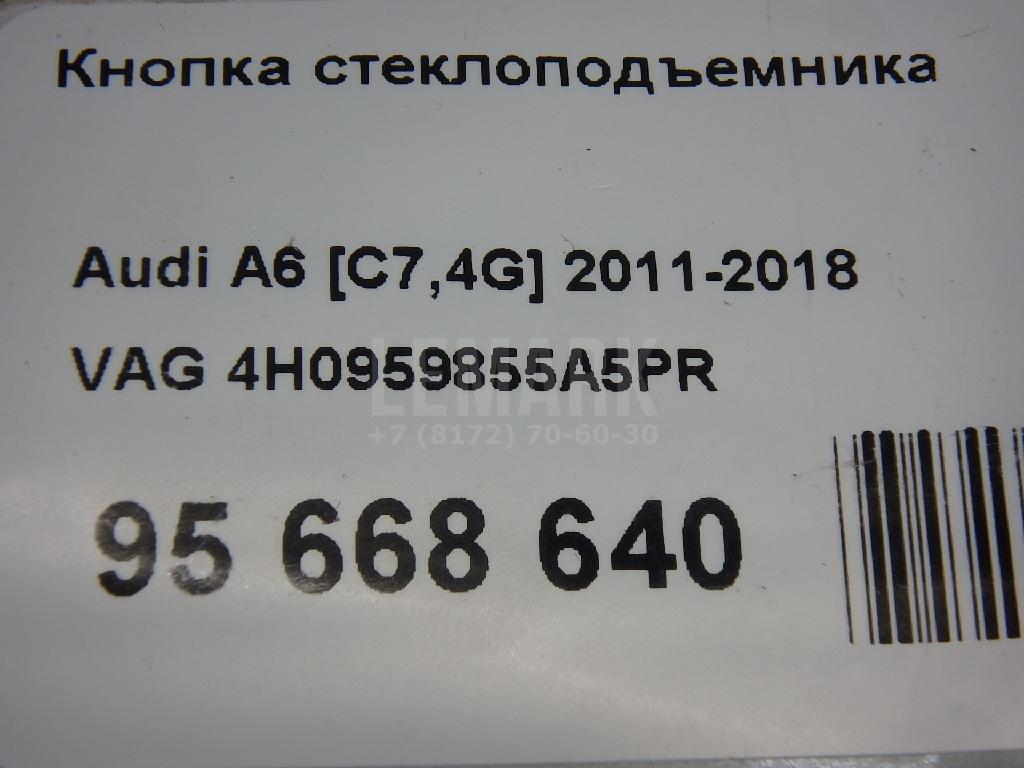 Кнопка стеклоподъемника
Audi A6 [C7,4G] 2011-2018
VAG 4H0959855A5PR
LEMARK
+7 (8172) 70-60-30
95 668 640